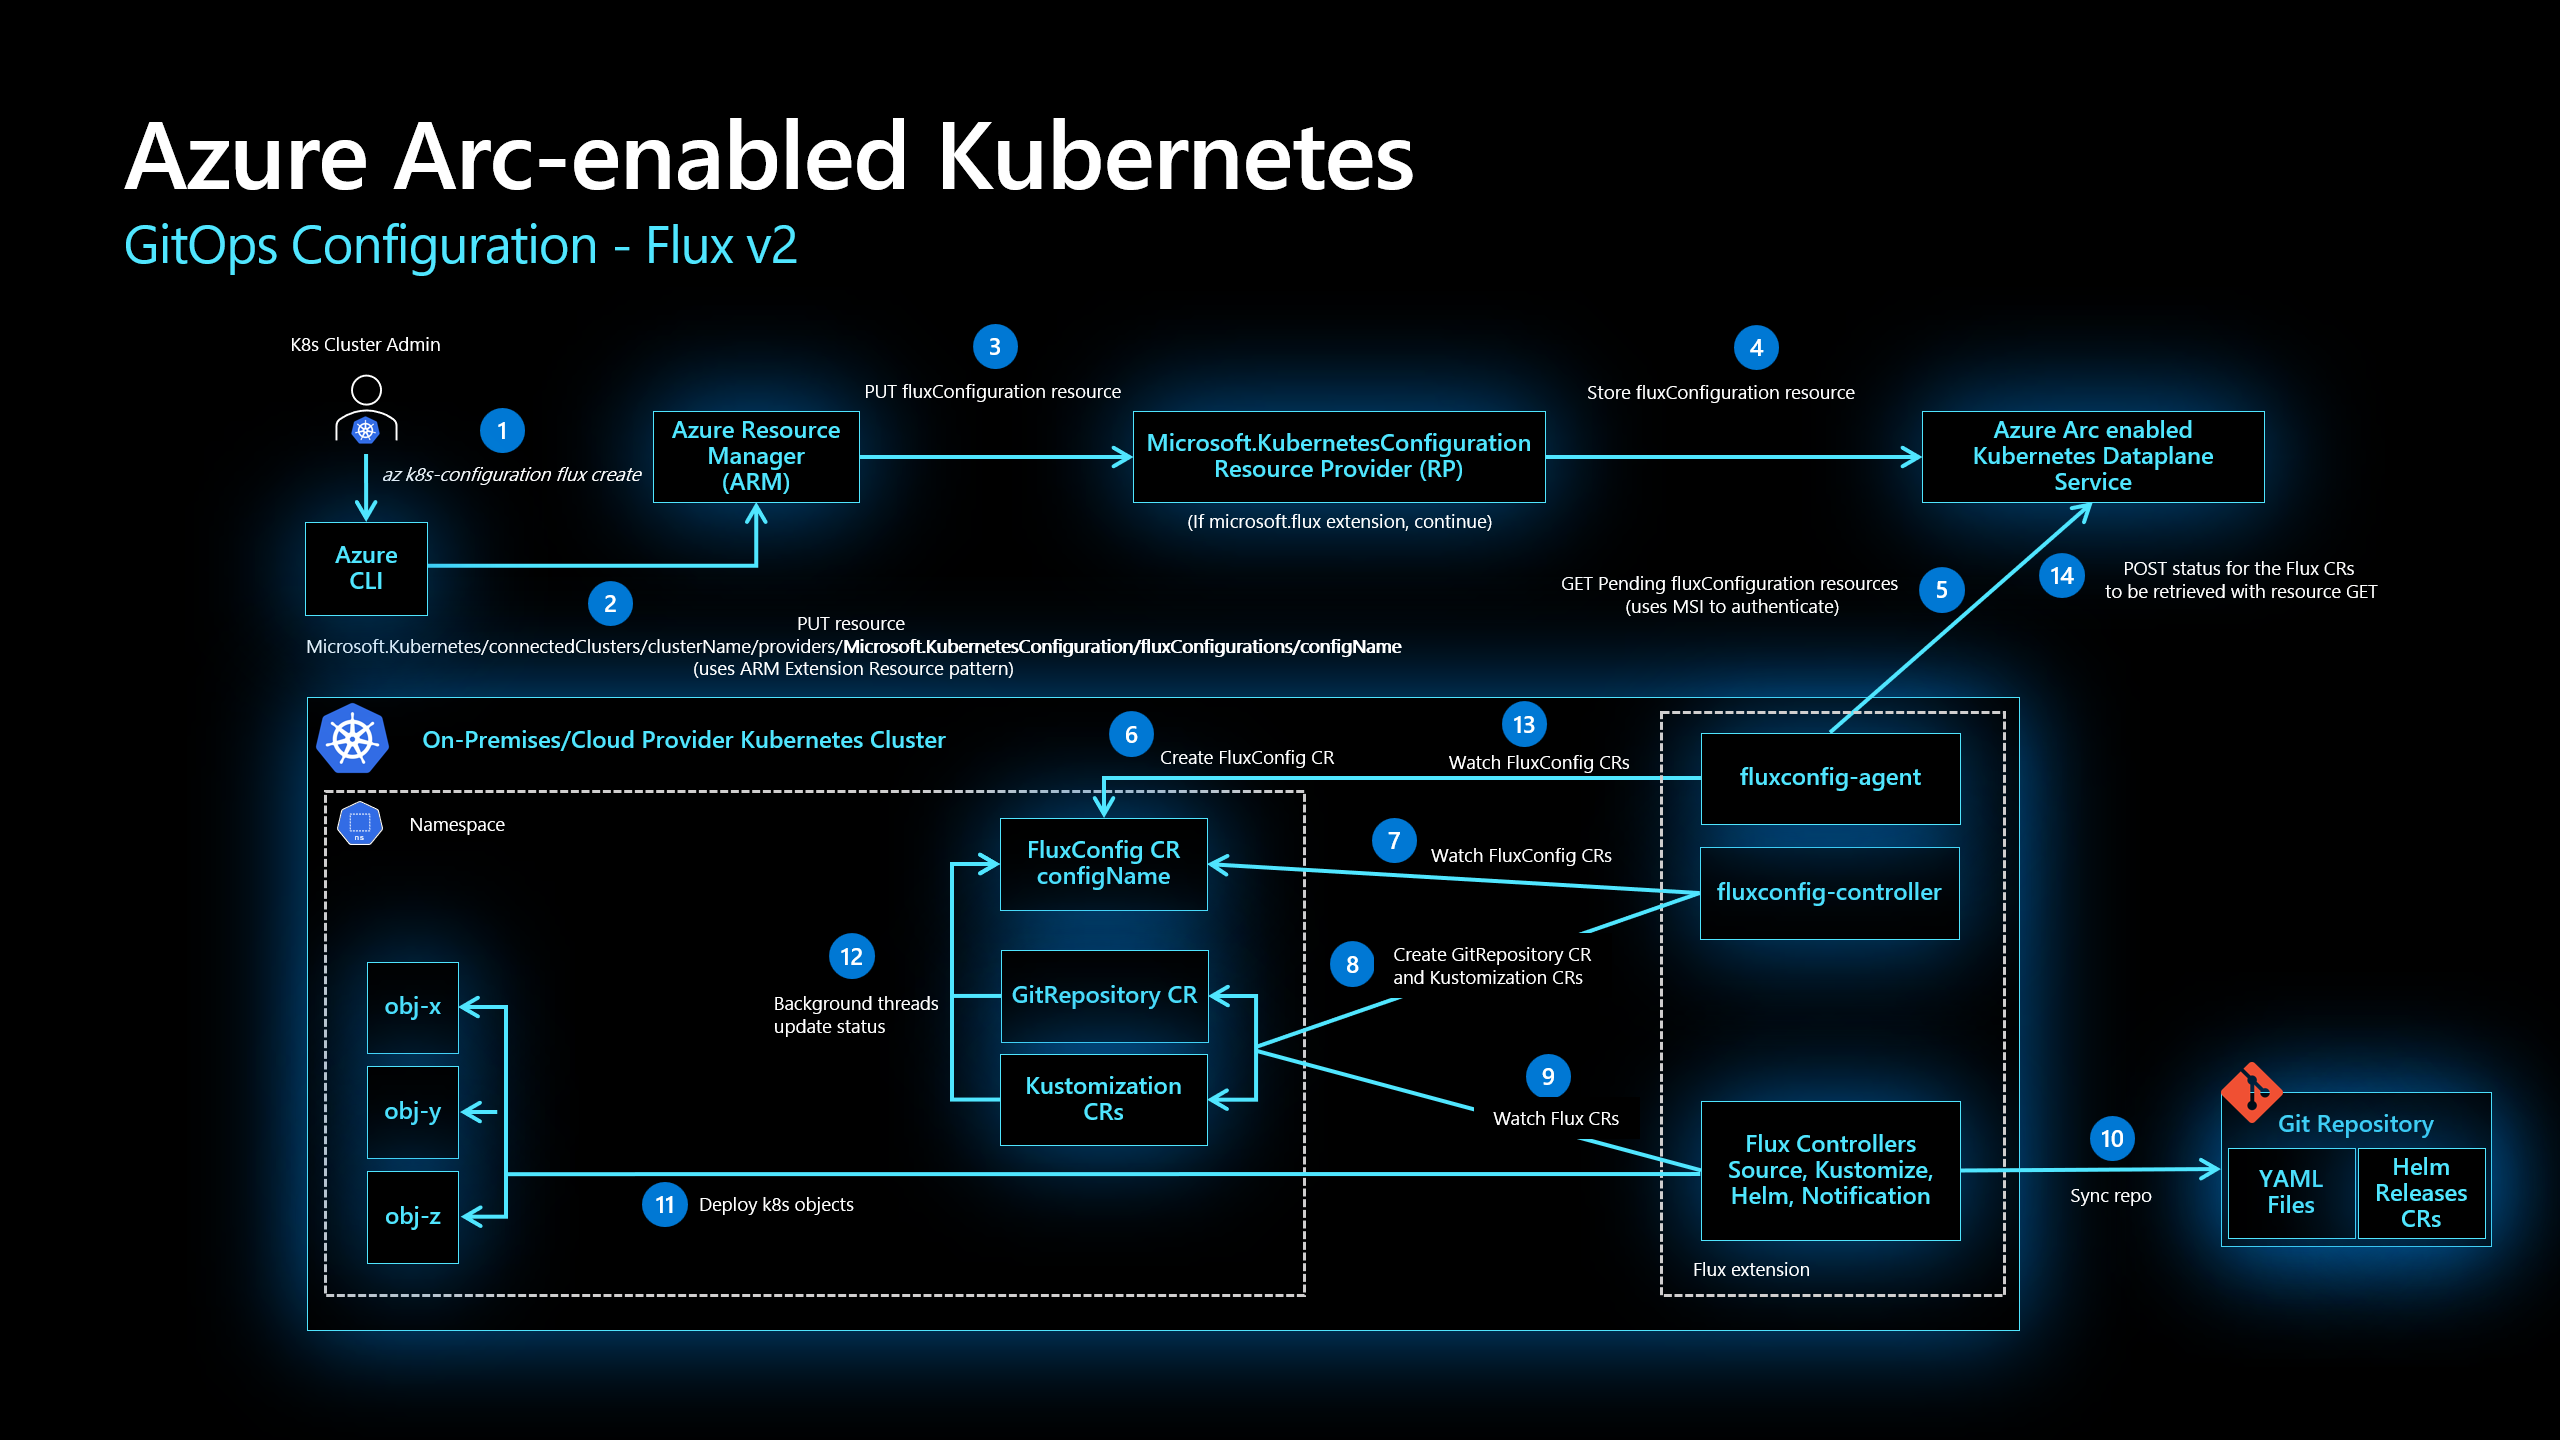 Azure Arc-enabled Kubernetes
GitOps Configuration - Flux v2
K8s Cluster Admin
1
az k8s-configuration flux create
Azure
CLI
2
PUT resource
Microsoft.Kubernetes/connectedClusters/clusterName/providers/Microsoft.KubernetesConfiguration/fluxConfigurations/configName
(uses ARM Extension Resource pattern)
Azure Resource
Manager
(ARM)
3
PUT fluxConfiguration resource
Microsoft.KubernetesConfiguration
Resource Provider (RP)
(If microsoft.flux extension, continue)
4
Store fluxConfiguration resource
Azure Arc enabled
Kubernetes Dataplane
Service
GET Pending fluxConfiguration resources
(uses MSI to authenticate)
5
14
POST status for the Flux CRs
to be retrieved with resource GET
On-Premises/Cloud Provider Kubernetes Cluster
6
Create FluxConfig CR
13
Watch FluxConfig CRs
fluxconfig-agent
ns
Namespace
FluxConfig CR
configName
7
Watch FluxConfig CRs
fluxconfig-controller
12
Background threads
update status
8
Create GitRepository CR
and Kustomization CRs
GitRepository CR
Kustomization
CRs
9
Watch Flux CRs
obj-x
obj-y
obj-z
11
Deploy k8s objects
Flux Controllers
Source, Kustomize,
Helm, Notification
Flux extension
10
Sync repo
Git Repository
YAML
Files
Helm
Releases
CRs